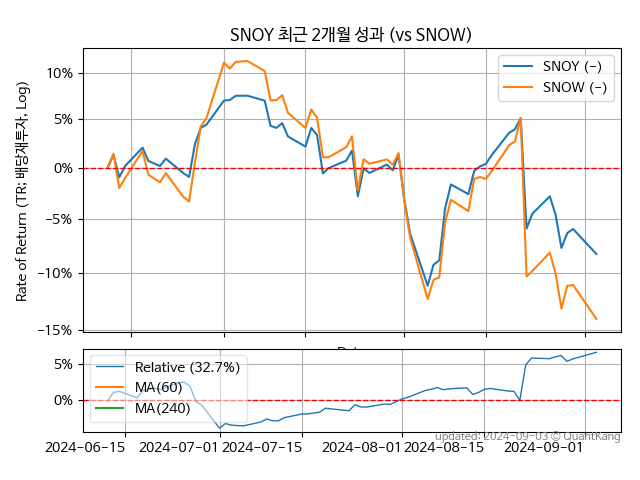 SNOY 최근 2개월 성과 (vs SNOW)
Rate of Return (TR: 배당재투자, Log)
10%
5%
0%
−5%
−10%
−15%
SNOY (-)
SNOW (-)
5%
0%
Relative (32.7%)
MA(60)
MA(240)
updated: 2024-09-03 © QuantKang
2024-06-15
2024-07-01
2024-07-15
2024-08-01
2024-08-15
2024-09-01